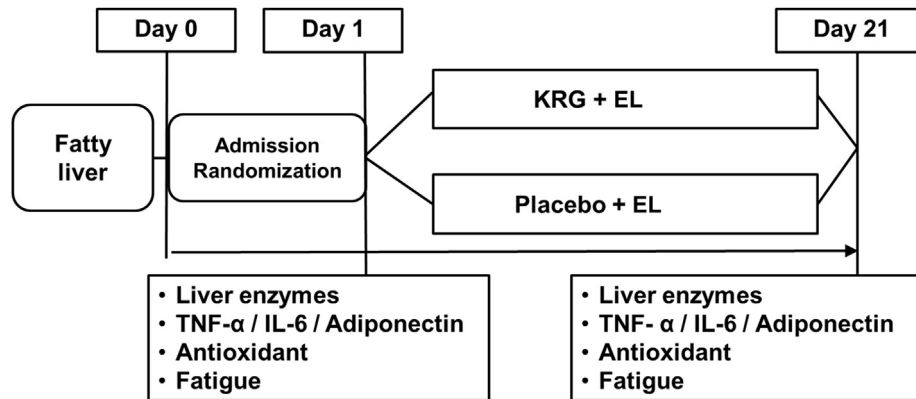 Day 0
Day 1
Day 21
Fatty
liver
Admission
Randomization
KRG + EL
Placebo + EL
• Liver enzymes
• TNF-α / IL-6 / Adiponectin
• Antioxidant
• Fatigue
• Liver enzymes
• TNF- α / IL-6 / Adiponectin
• Antioxidant
• Fatigue